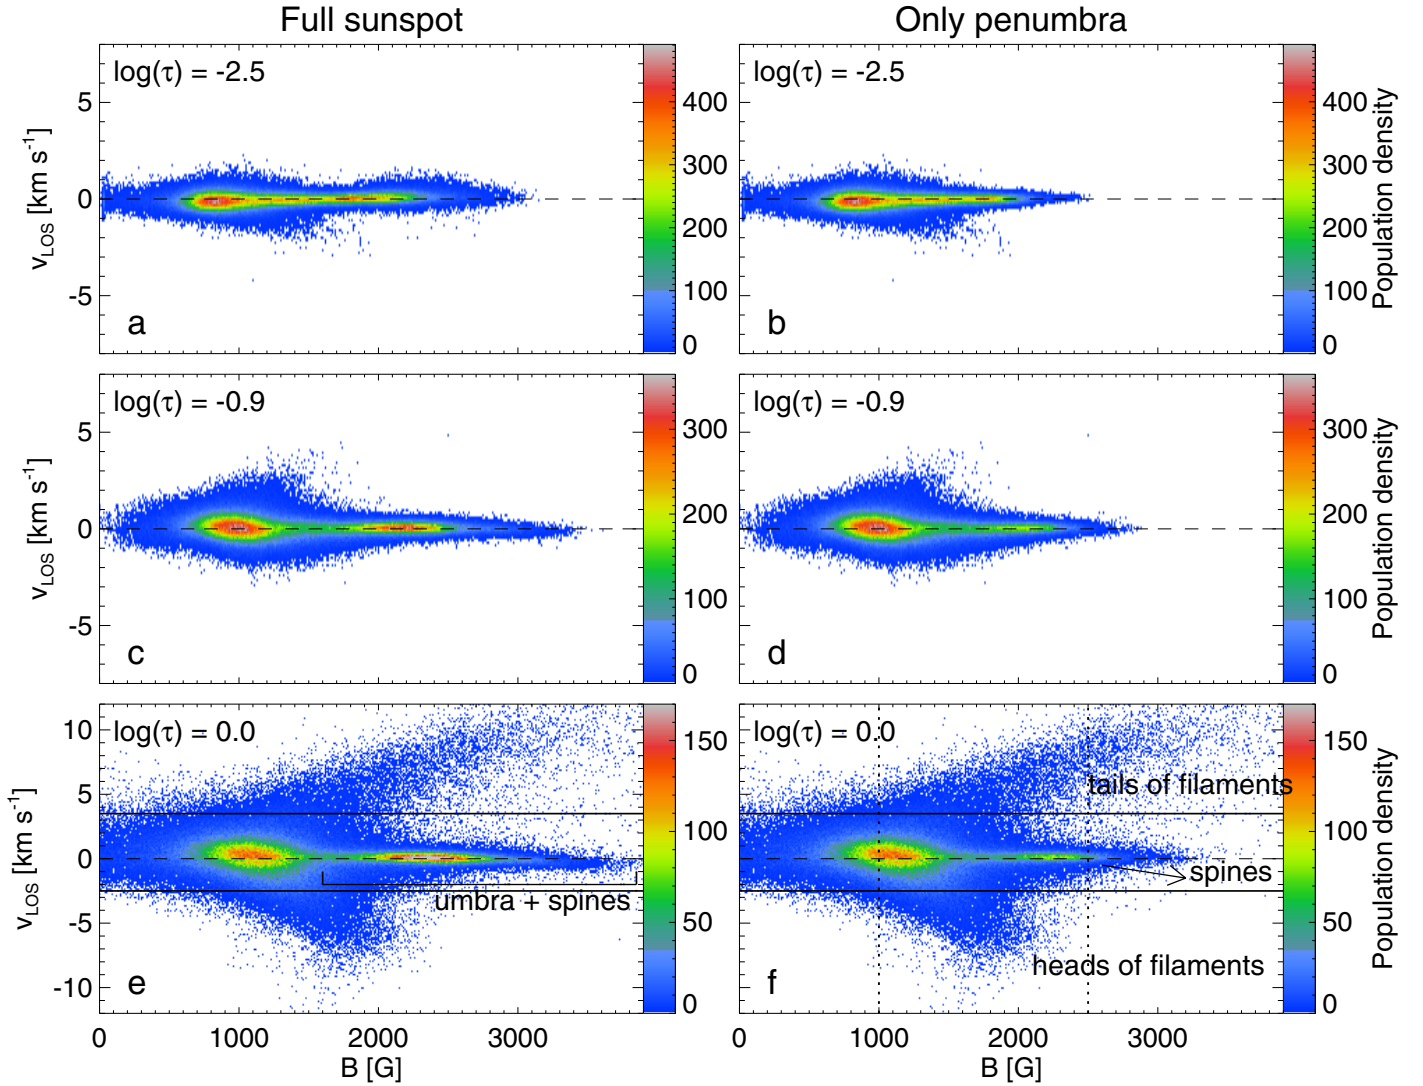 Full sunspot
Only penumbra
log(τ) = -2.5
5
0
-5
v_LOS [km s⁻¹]
a
400
300
200
100
0
log(τ) = -2.5
b
400
300
200
100
0
Population density
log(τ) = -0.9
5
0
-5
v_LOS [km s⁻¹]
c
300
200
100
0
log(τ) = -0.9
d
300
200
100
0
Population density
log(τ) = 0.0
10
5
0
-5
-10
v_LOS [km s⁻¹]
umbra + spines
e
150
100
50
0
0
1000
2000
3000
B [G]
log(τ) = 0.0
tails of filaments
spines
heads of filaments
f
150
100
50
0
Population density
0
1000
2000
3000
B [G]